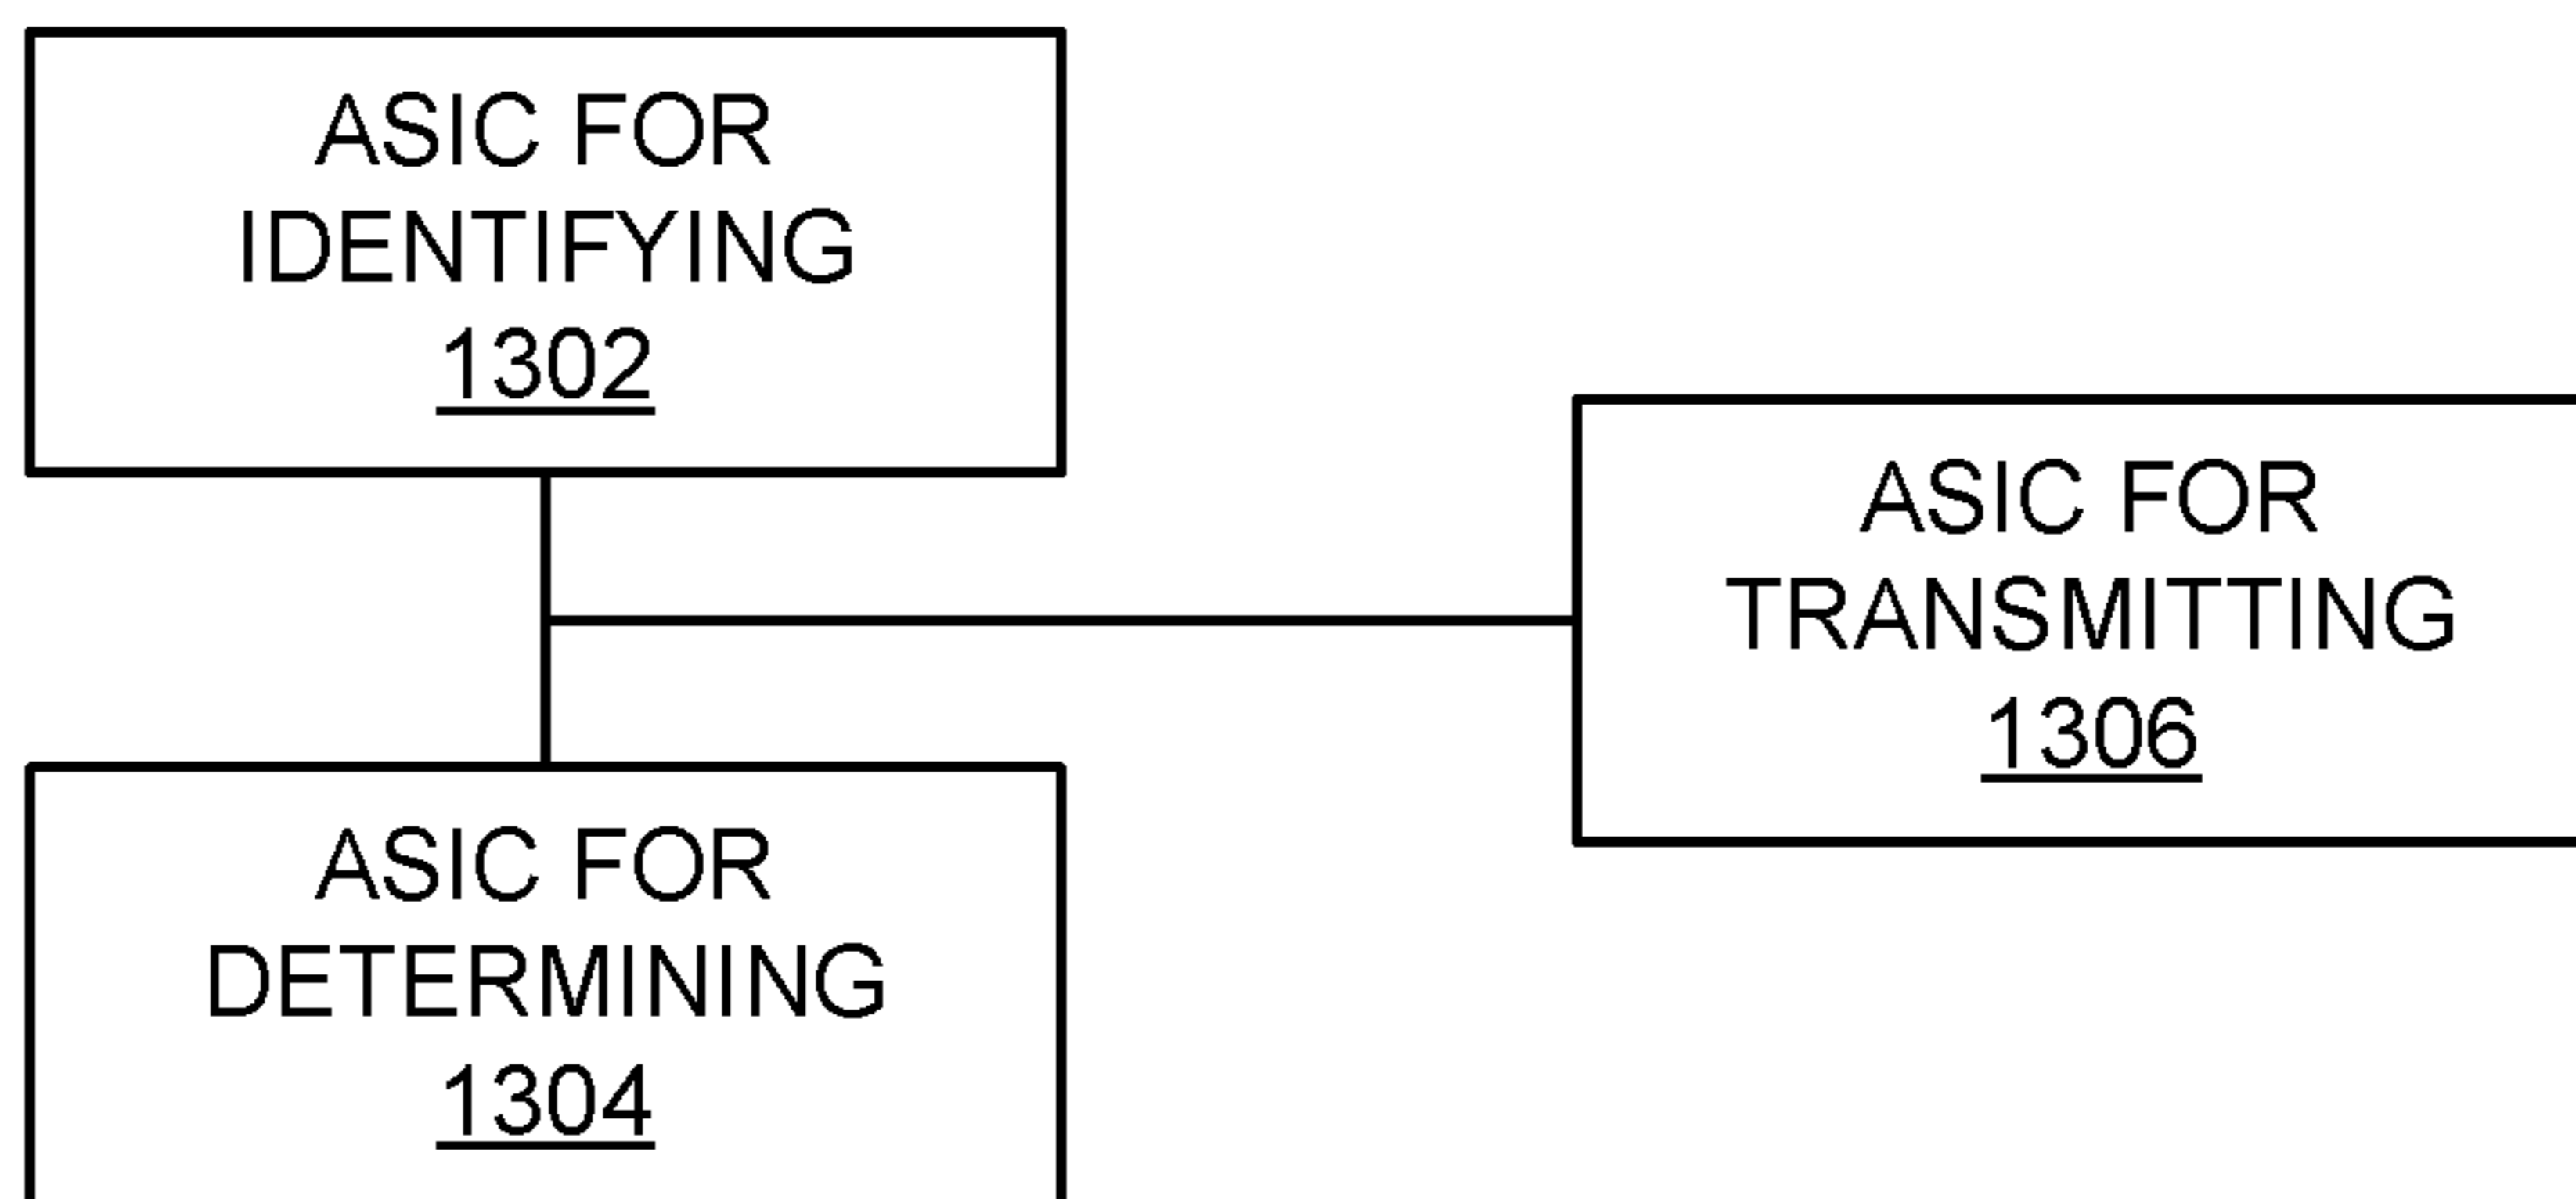 ASIC FOR
IDENTIFYING
1302
ASIC FOR
TRANSMITTING
1306
ASIC FOR
DETERMINING
1304